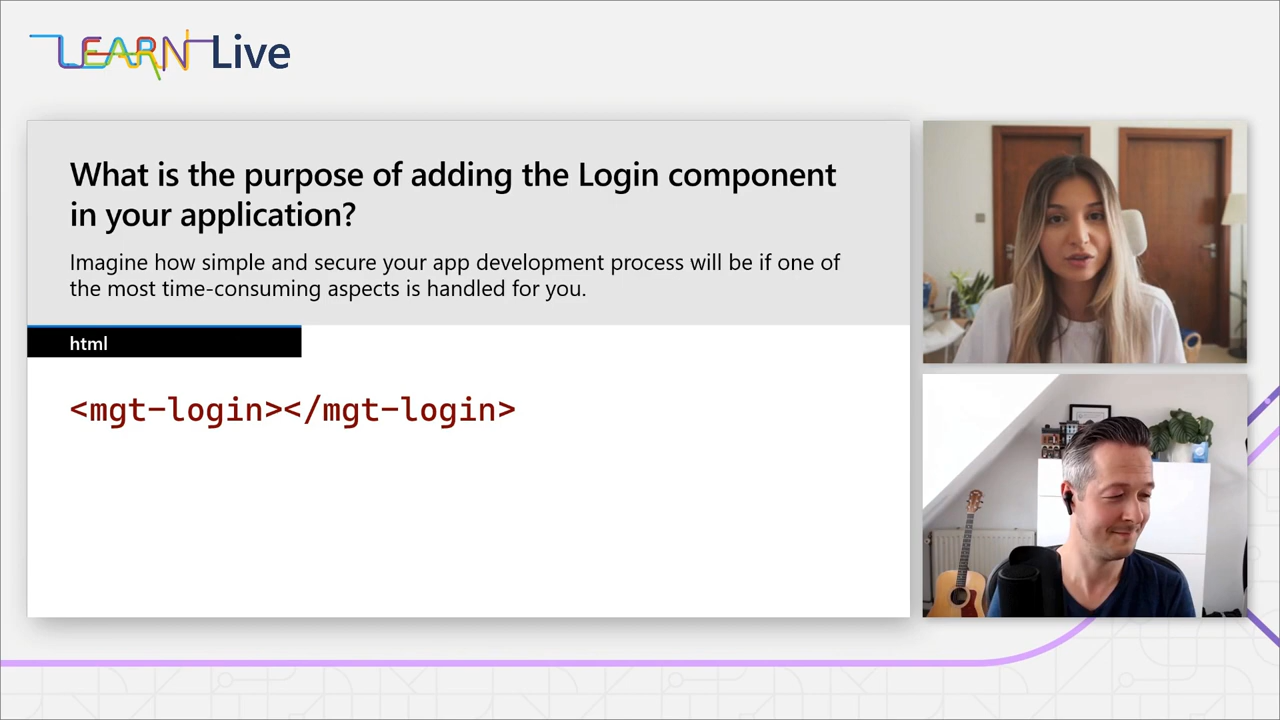 LEARN Live
What is the purpose of adding the Login component
in your application?
Imagine how simple and secure your app development process will be if one of
the most time-consuming aspects is handled for you.
html
<mgt-login></mgt-login>